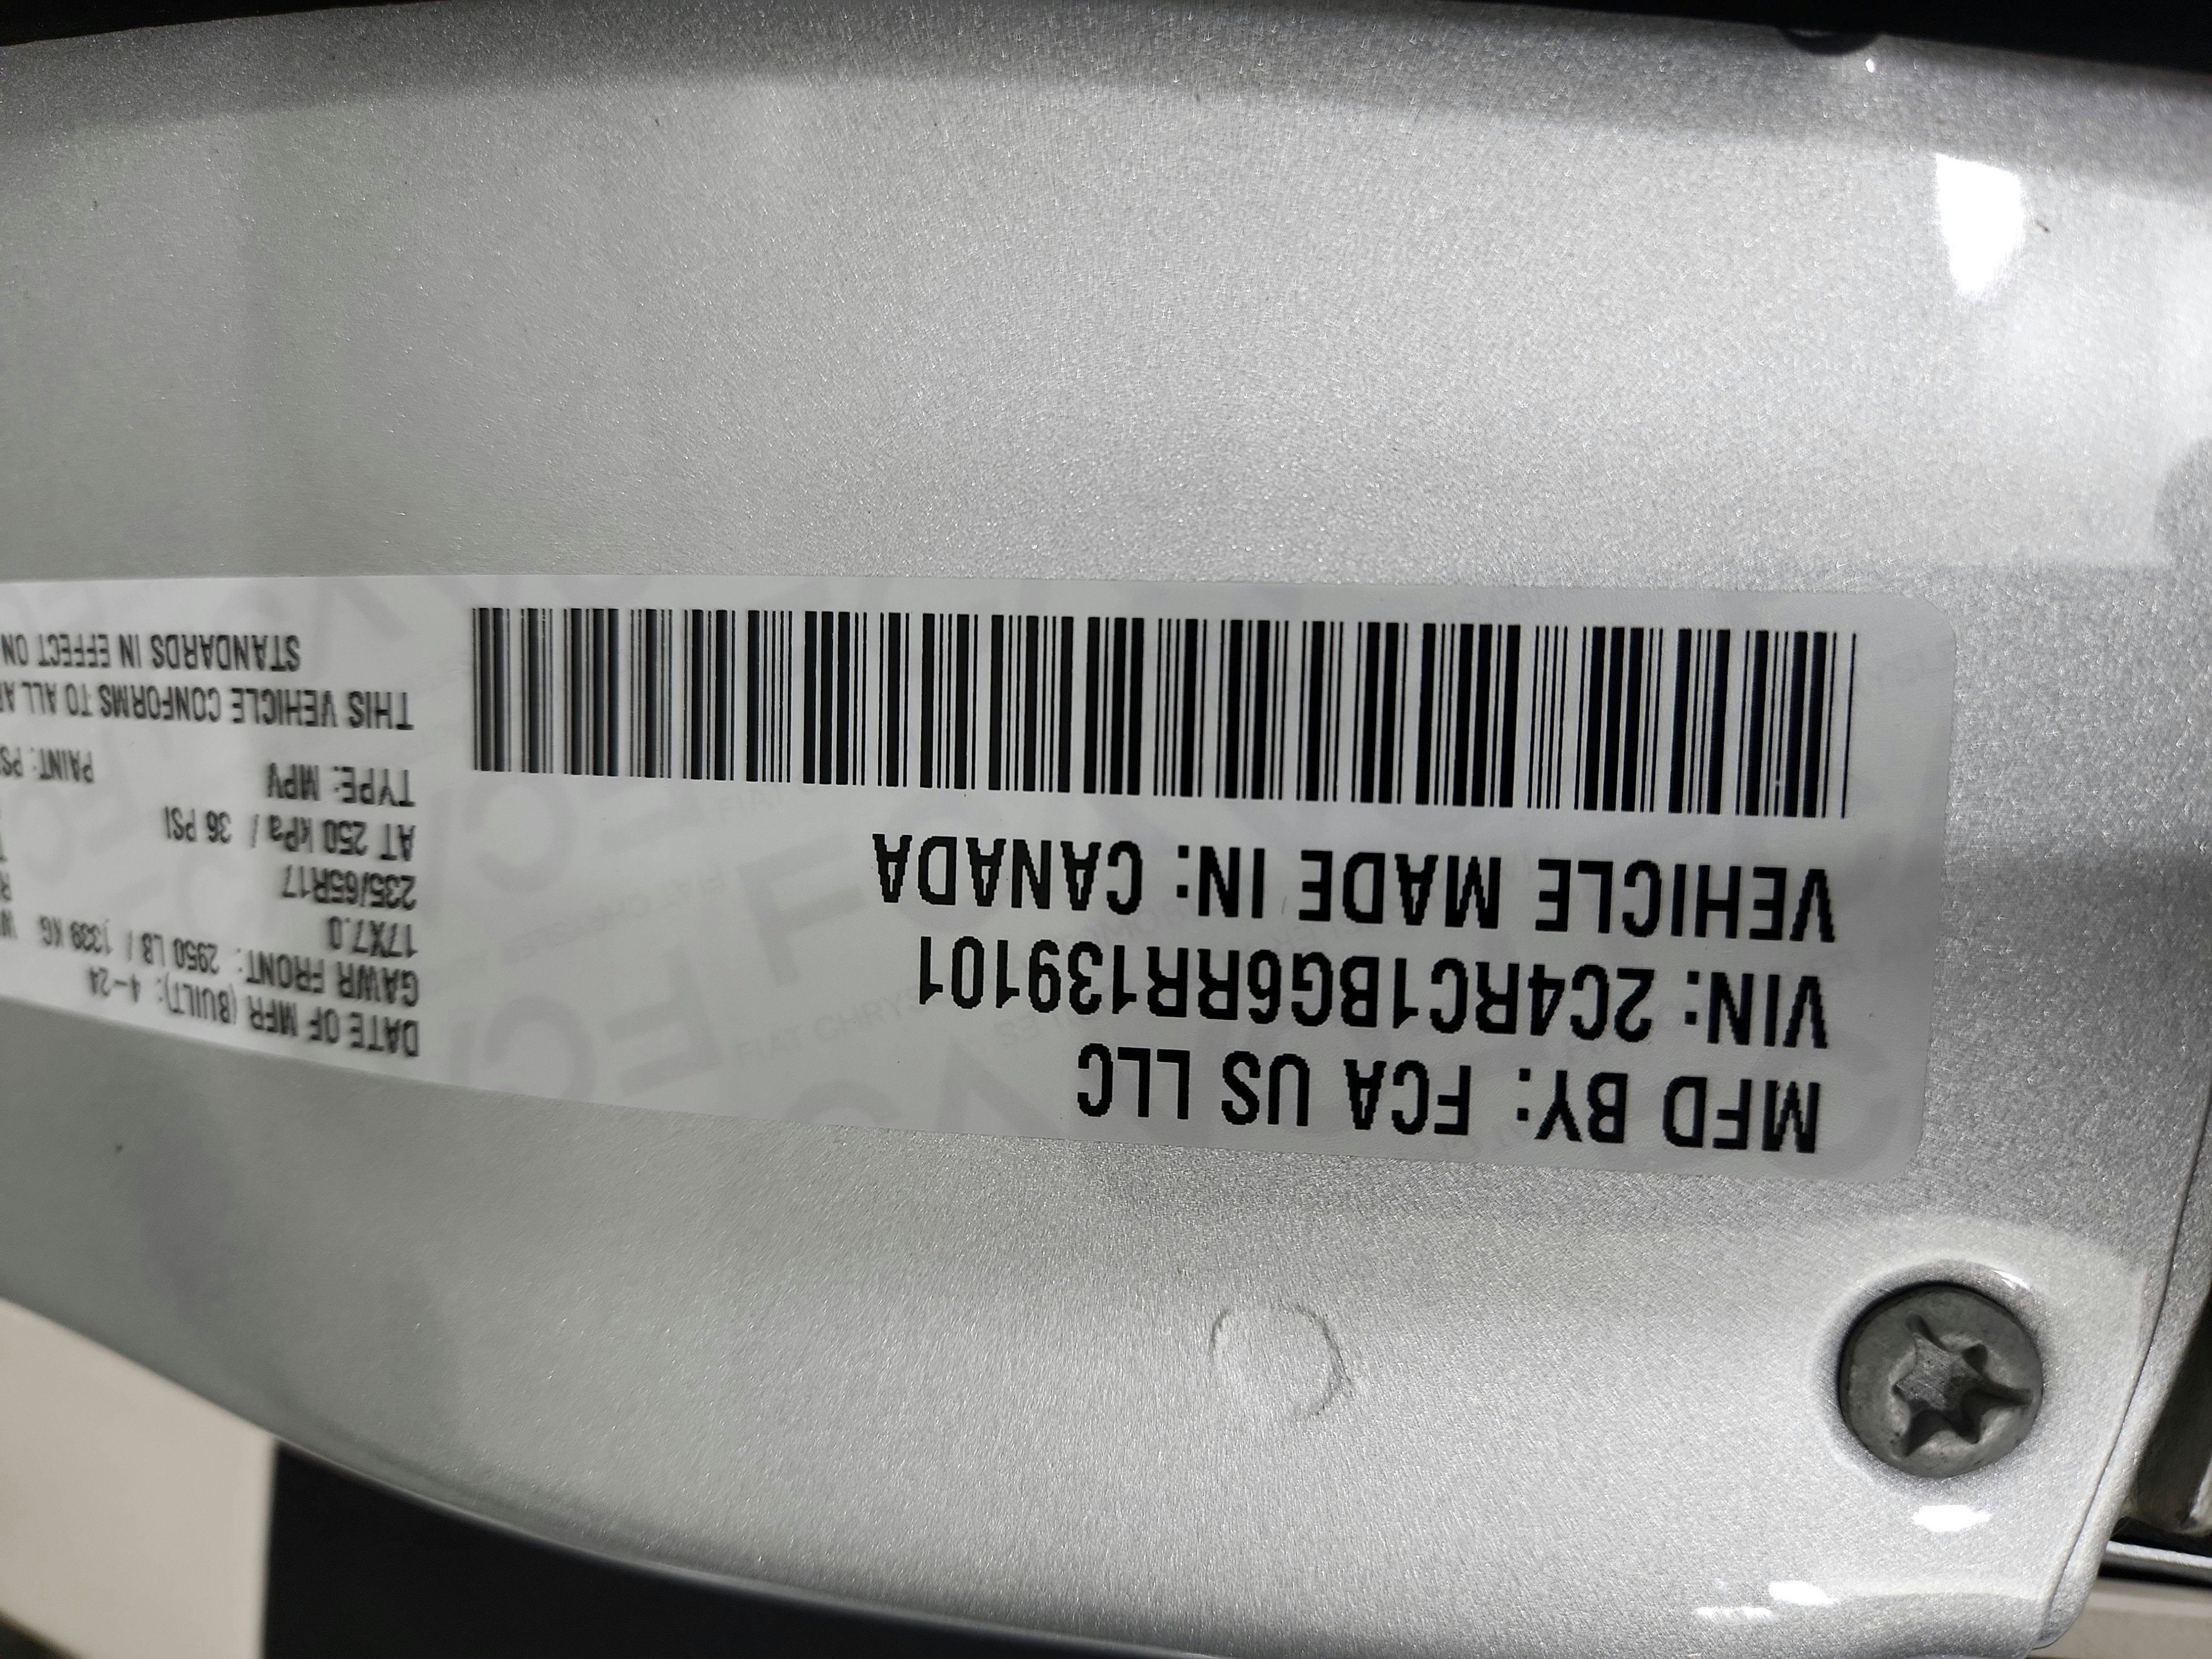 MFD BY: FCA US LLC
VIN: 2C4RC1BG6RR139101
VEHICLE MADE IN: CANADA
DATE OF MFR (BUILT): 4-24
GAWR FRONT: 2950 LB / 1339 KG
17X7.0
235/65R17
AT 250 kPa / 36 PSI
TYPE: MPV PAINT:
THIS VEHICLE CONFORMS TO ALL
STANDARDS IN EFFECT ON